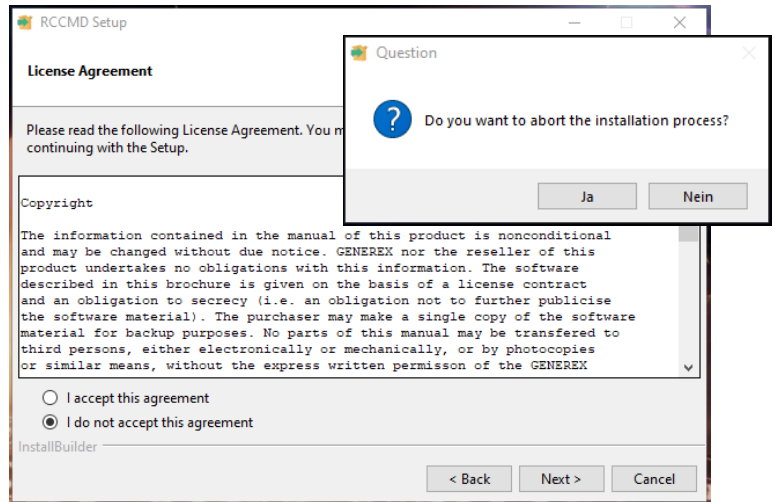 RCCMD Setup
License Agreement
Please read the following License Agreement. You m
continuing with the Setup.
Question
Do you want to abort the installation process?
Ja
Nein
Copyright
The information contained in the manual of this product is nonconditional
and may be changed without due notice. GENEREX nor the reseller of this
product undertakes no obligations with this information. The software
described in this brochure is given on the basis of a license contract
and an obligation to secrecy (i.e. an obligation not to further publicise
the software material). The purchaser may make a single copy of the software
material for backup purposes. No parts of this manual may be transfered to
third persons, either electronically or mechanically, or by photocopies
or similar means, without the express written permisson of the GENEREX
I accept this agreement
I do not accept this agreement
InstallBuilder
< Back
Next >
Cancel